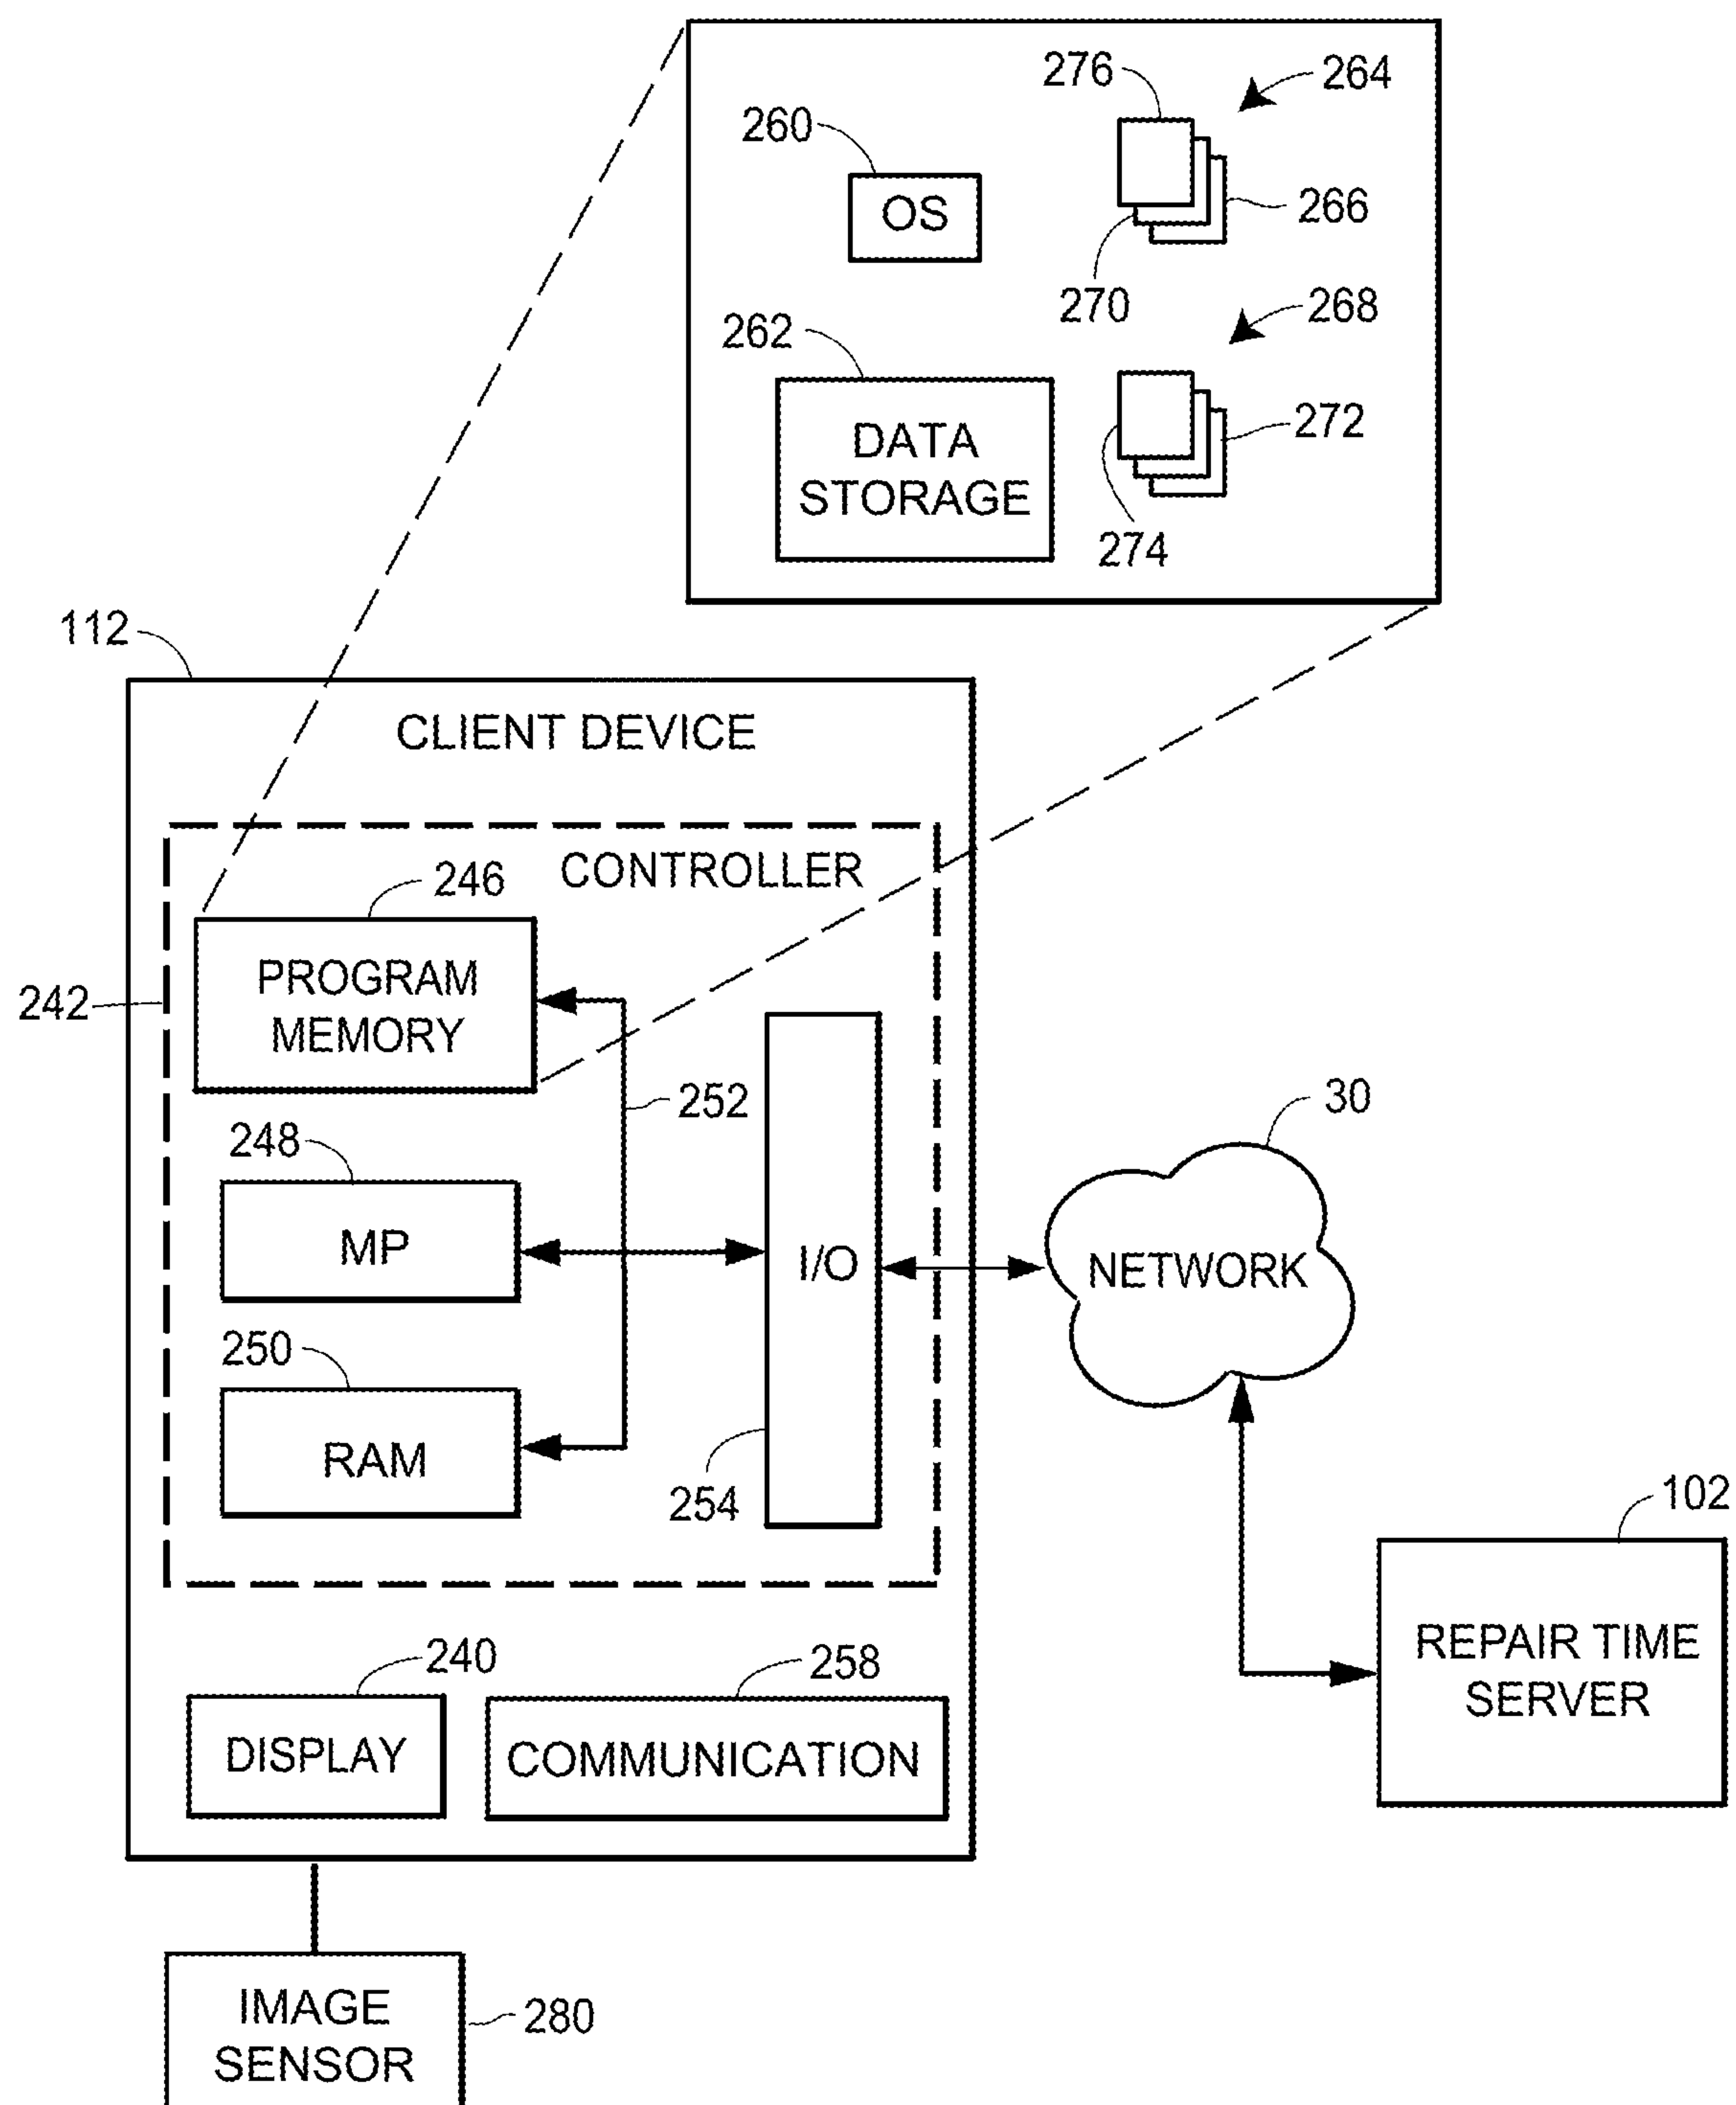 276
264
260
OS
266
270
268
262
DATA
STORAGE
272
274
112
CLIENT DEVICE
CONTROLLER
246
PROGRAM
MEMORY
242
252
30
248
MP
I/O
NETWORK
250
RAM
254
102
REPAIR TIME
SERVER
240
258
DISPLAY
COMMUNICATION
IMAGE
SENSOR
280